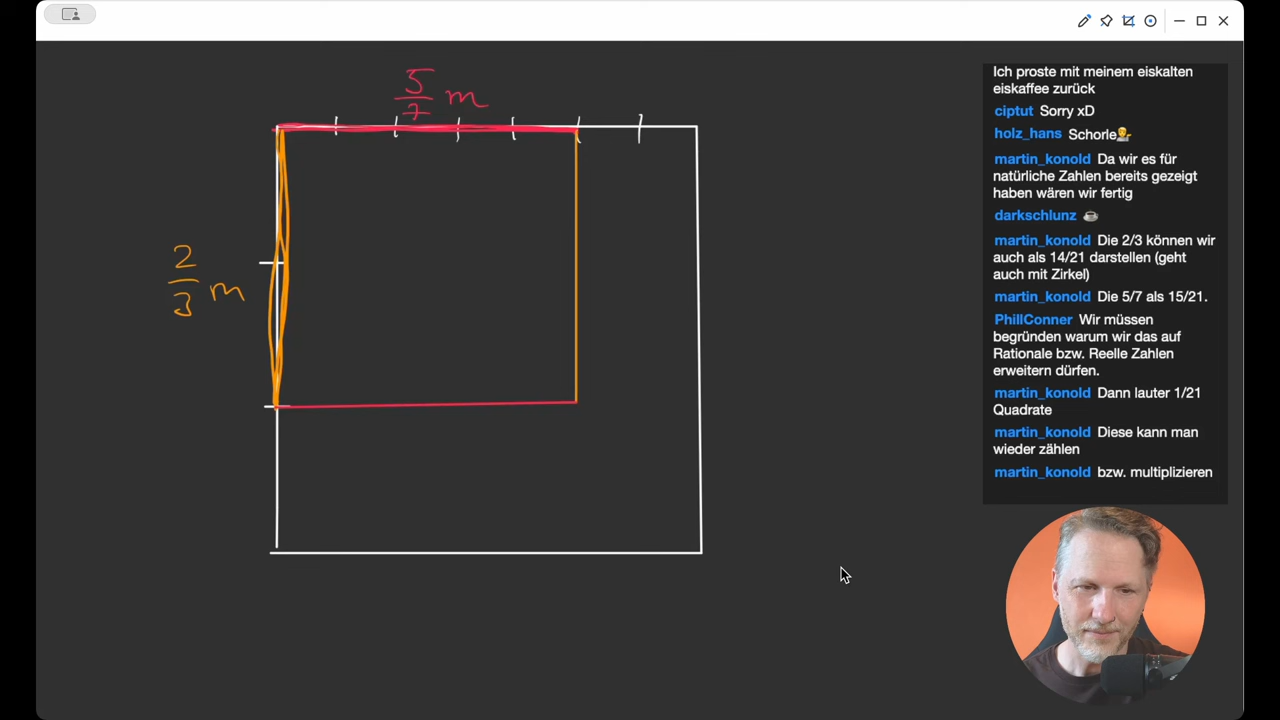 5/7 m
2/3 m
Ich proste mit meinem eiskalten
eiskaffee zurück
ciptut Sorry xD
holz_hans Schorle
martin_konold Da wir es für
natürliche Zahlen bereits gezeigt
haben wären wir fertig
darkschlunz
martin_konold Die 2/3 können wir
auch als 14/21 darstellen (geht
auch mit Zirkel)
martin_konold Die 5/7 als 15/21.
PhillConner Wir müssen
begründen warum wir das auf
Rationale bzw. Reelle Zahlen
erweitern dürfen.
martin_konold Dann lauter 1/21
Quadrate
martin_konold Diese kann man
wieder zählen
martin_konold bzw. multiplizieren